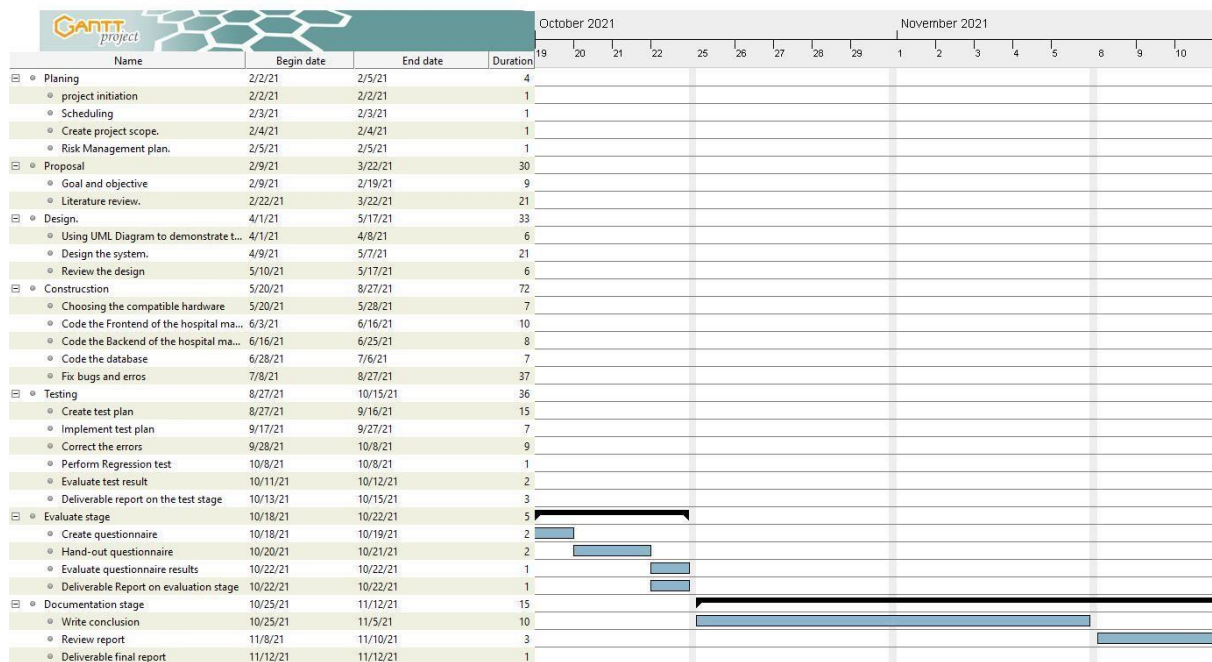 GANTT
project
October 2021 November 2021
19 20 21 22 25 26 27 28 29 1 2 3 4 5 8 9 10
Name Begin date End date Duration
Planing 2/2/21 2/5/21 4
project initiation 2/2/21 2/2/21 1
Scheduling 2/3/21 2/3/21 1
Create project scope. 2/4/21 2/4/21 1
Risk Management plan. 2/5/21 2/5/21 1
Proposal 2/9/21 3/22/21 30
Goal and objective 2/9/21 2/19/21 9
Literature review. 2/22/21 3/22/21 21
Design. 4/1/21 5/17/21 33
Using UML Diagram to demonstrate t... 4/1/21 4/8/21 6
Design the system. 4/9/21 5/7/21 21
Review the design 5/10/21 5/17/21 6
Construcstion 5/20/21 8/27/21 72
Choosing the compatible hardware 5/20/21 5/28/21 7
Code the Frontend of the hospital ma... 6/3/21 6/16/21 10
Code the Backend of the hospital ma... 6/16/21 6/25/21 8
Code the database 6/28/21 7/6/21 7
Fix bugs and erros 7/8/21 8/27/21 37
Testing 8/27/21 10/15/21 36
Create test plan 8/27/21 9/16/21 15
Implement test plan 9/17/21 9/27/21 7
Correct the errors 9/28/21 10/8/21 9
Perform Regression test 10/8/21 10/8/21 1
Evaluate test result 10/11/21 10/12/21 2
Deliverable report on the test stage 10/13/21 10/15/21 3
Evaluate stage 10/18/21 10/22/21 5
Create questionnaire 10/18/21 10/19/21 2
Hand-out questionnaire 10/20/21 10/21/21 2
Evaluate questionnaire results 10/22/21 10/22/21 1
Deliverable Report on evaluation stage 10/22/21 10/22/21 1
Documentation stage 10/25/21 11/12/21 15
Write conclusion 10/25/21 11/5/21 10
Review report 11/8/21 11/10/21 3
Deliverable final report 11/12/21 11/12/21 1